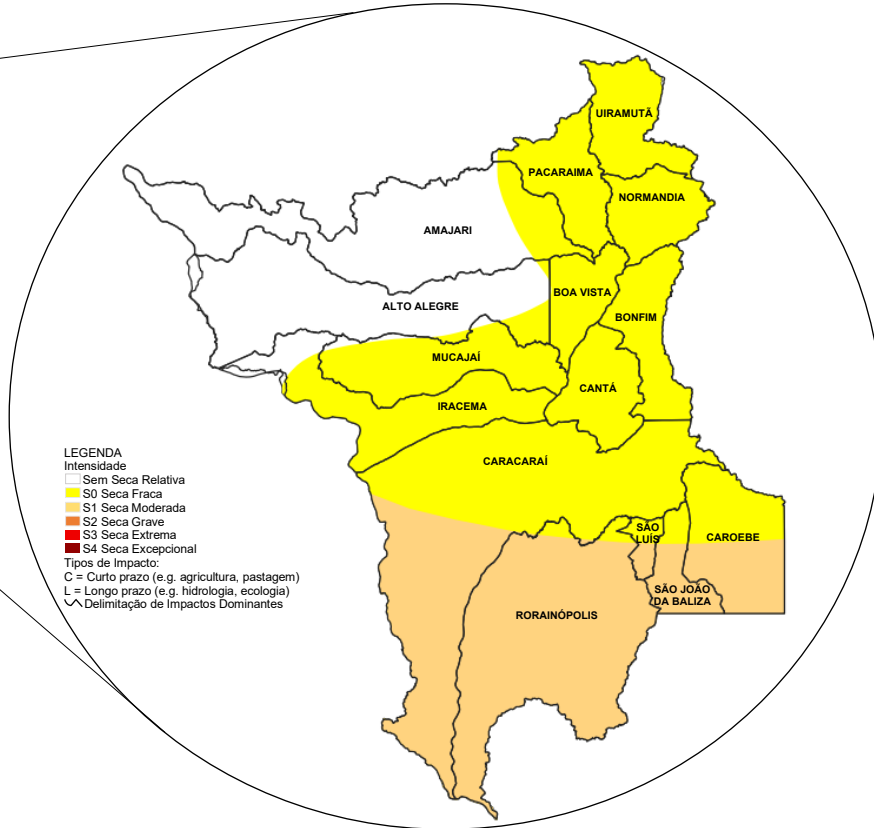 UIRAMUTÃ
PACARAIMA
NORMANDIA
AMAJARI
BOA VISTA
ALTO ALEGRE
BONFIM
MUCAJAÍ
CANTÁ
IRACEMA
CARACARAÍ
SÃO
LUÍS
CAROEBE
SÃO JOÃO
DA BALIZA
RORAINÓPOLIS
LEGENDA
Intensidade
Sem Seca Relativa
S0 Seca Fraca
S1 Seca Moderada
S2 Seca Grave
S3 Seca Extrema
S4 Seca Excepcional
Tipos de Impacto:
C = Curto prazo (e.g. agricultura, pastagem)
L = Longo prazo (e.g. hidrologia, ecologia)
Delimitação de Impactos Dominantes